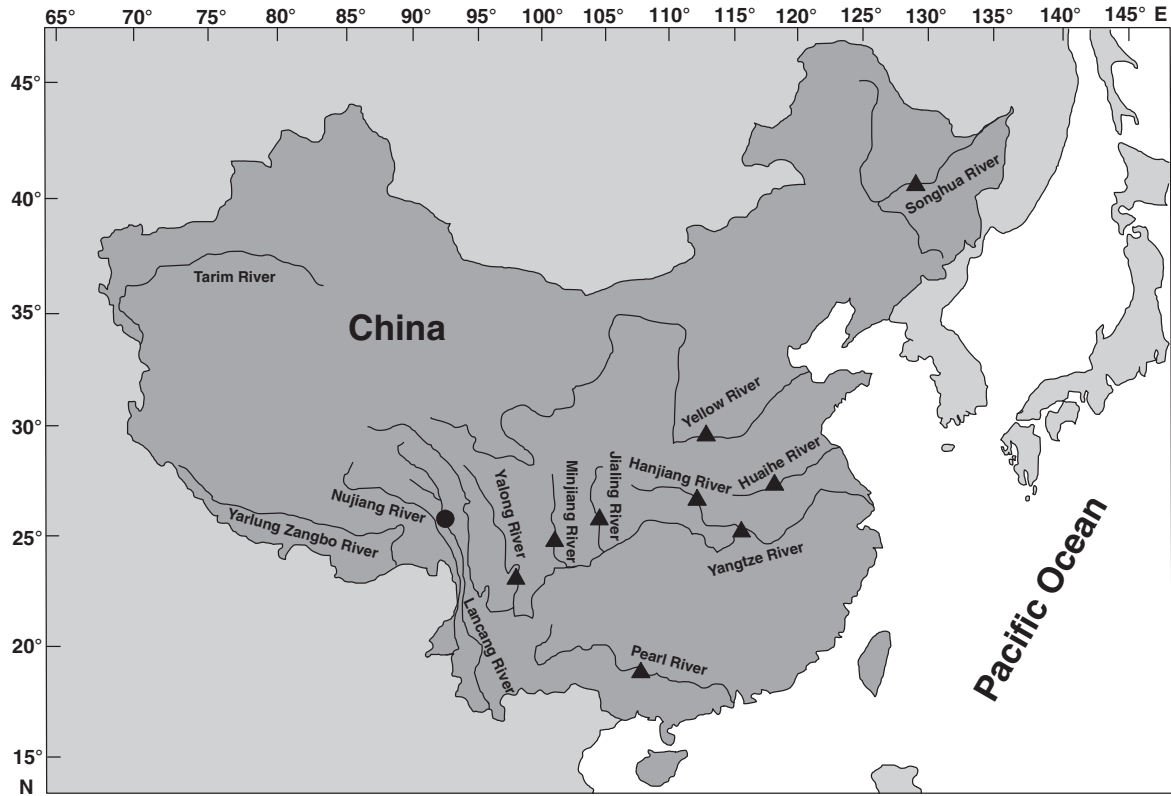 65° 70° 75° 80° 85° 90° 95° 100° 105° 110° 115° 120° 125° 130° 135° 140° 145° E
45°
40°
35°
30°
25°
20°
15°
N
Songhua River
Tarim River
China
Yellow River
Huaihe River
Hanjiang River
Jialing River
Minjiang River
Yalong River
Nujiang River
Yarlung Zangbo River
Yangtze River
Lancang River
Pearl River
Pacific Ocean